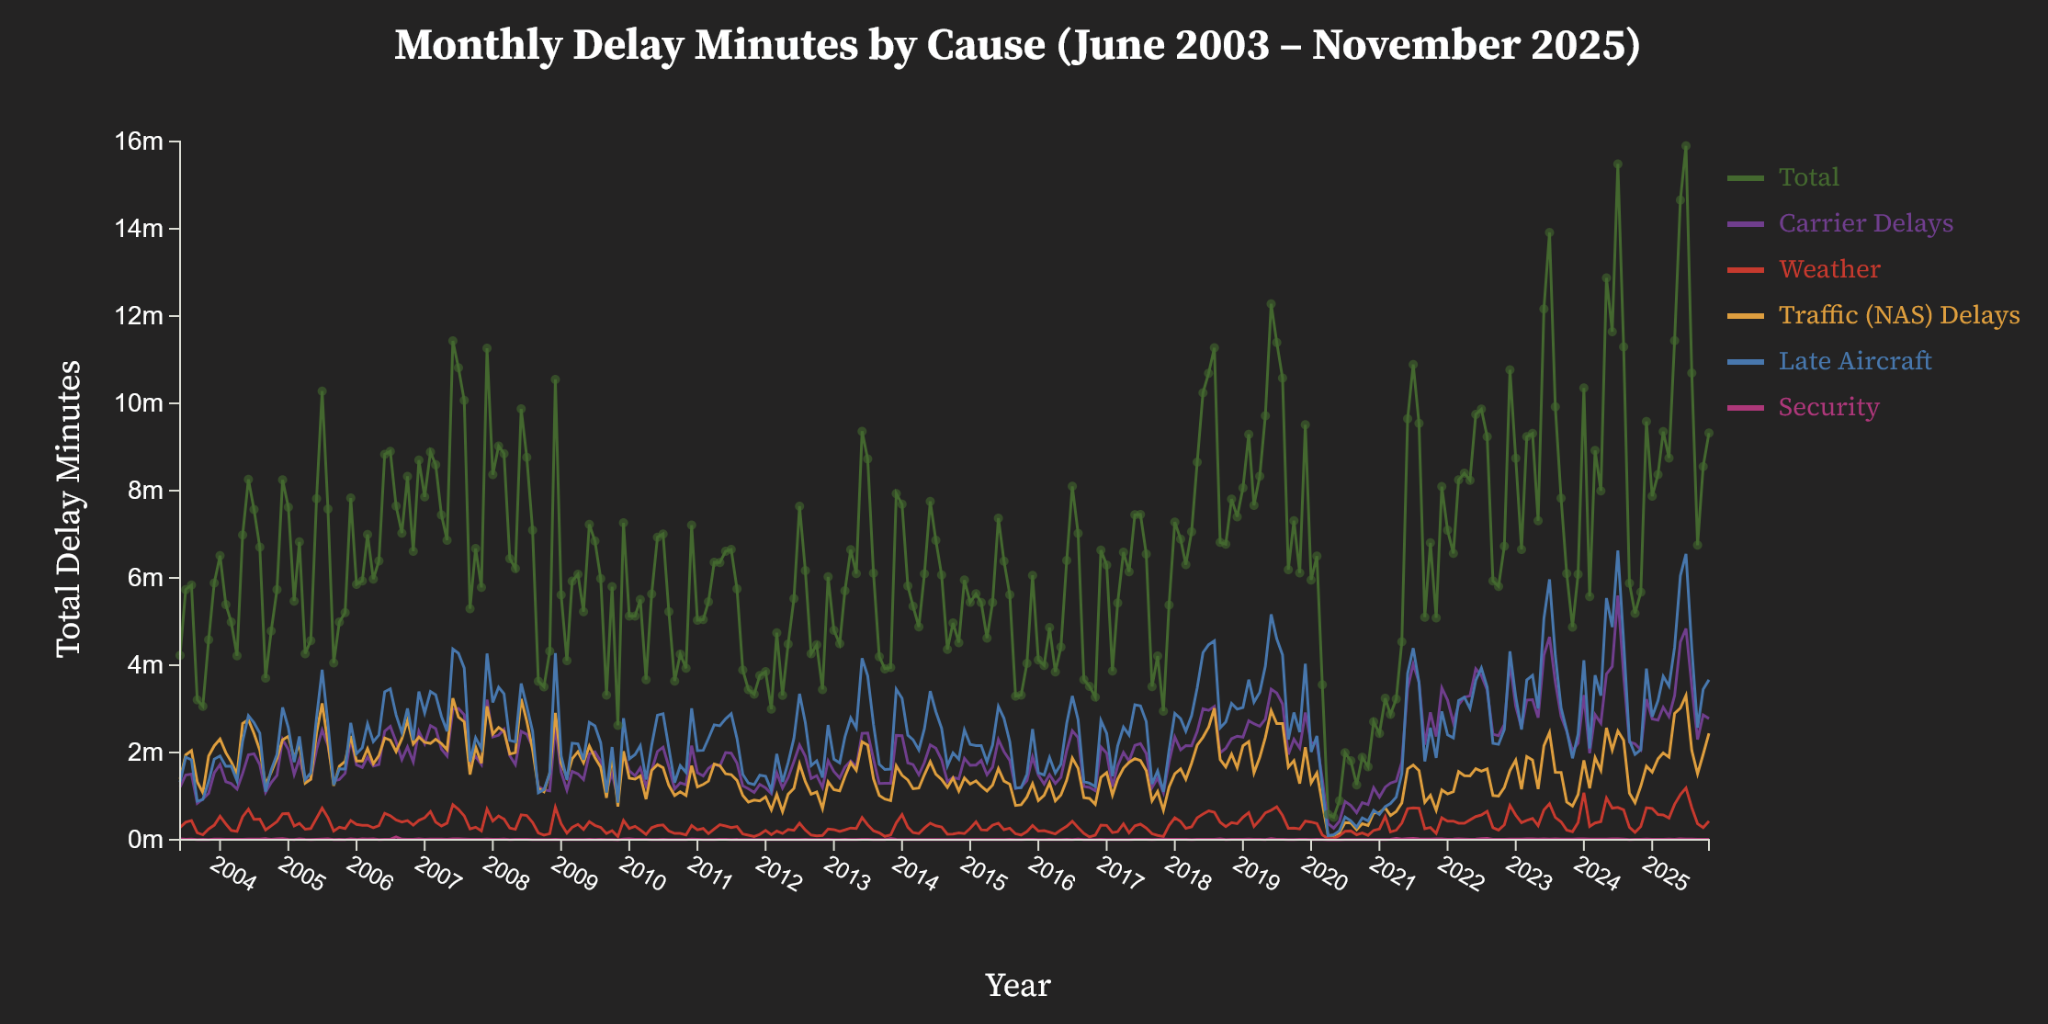 Monthly Delay Minutes by Cause (June 2003 – November 2025)
16m
14m
12m
10m
8m
6m
4m
2m
0m
Total Delay Minutes
Total
Carrier Delays
Weather
Traffic (NAS) Delays
Late Aircraft
Security
2004 2005 2006 2007 2008 2009 2010 2011 2012 2013 2014 2015 2016 2017 2018 2019 2020 2021 2022 2023 2024 2025
Year